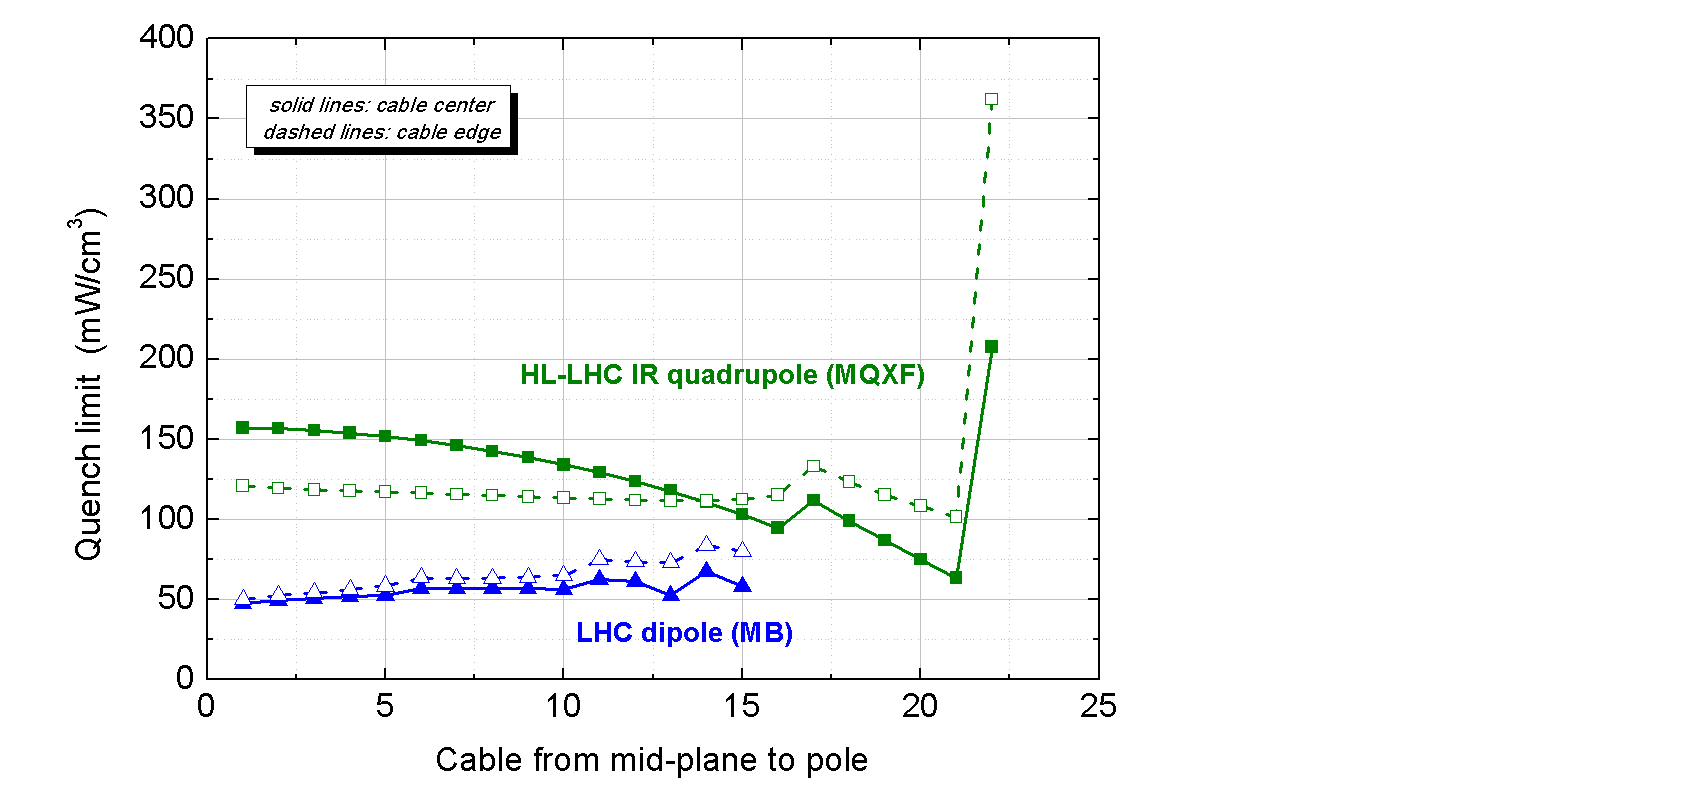 400
350
300
250
200
150
100
50
0
Quench limit (mW/cm³)
solid lines: cable center
dashed lines: cable edge
HL-LHC IR quadrupole (MQXF)
LHC dipole (MB)
0 5 10 15 20 25
Cable from mid-plane to pole